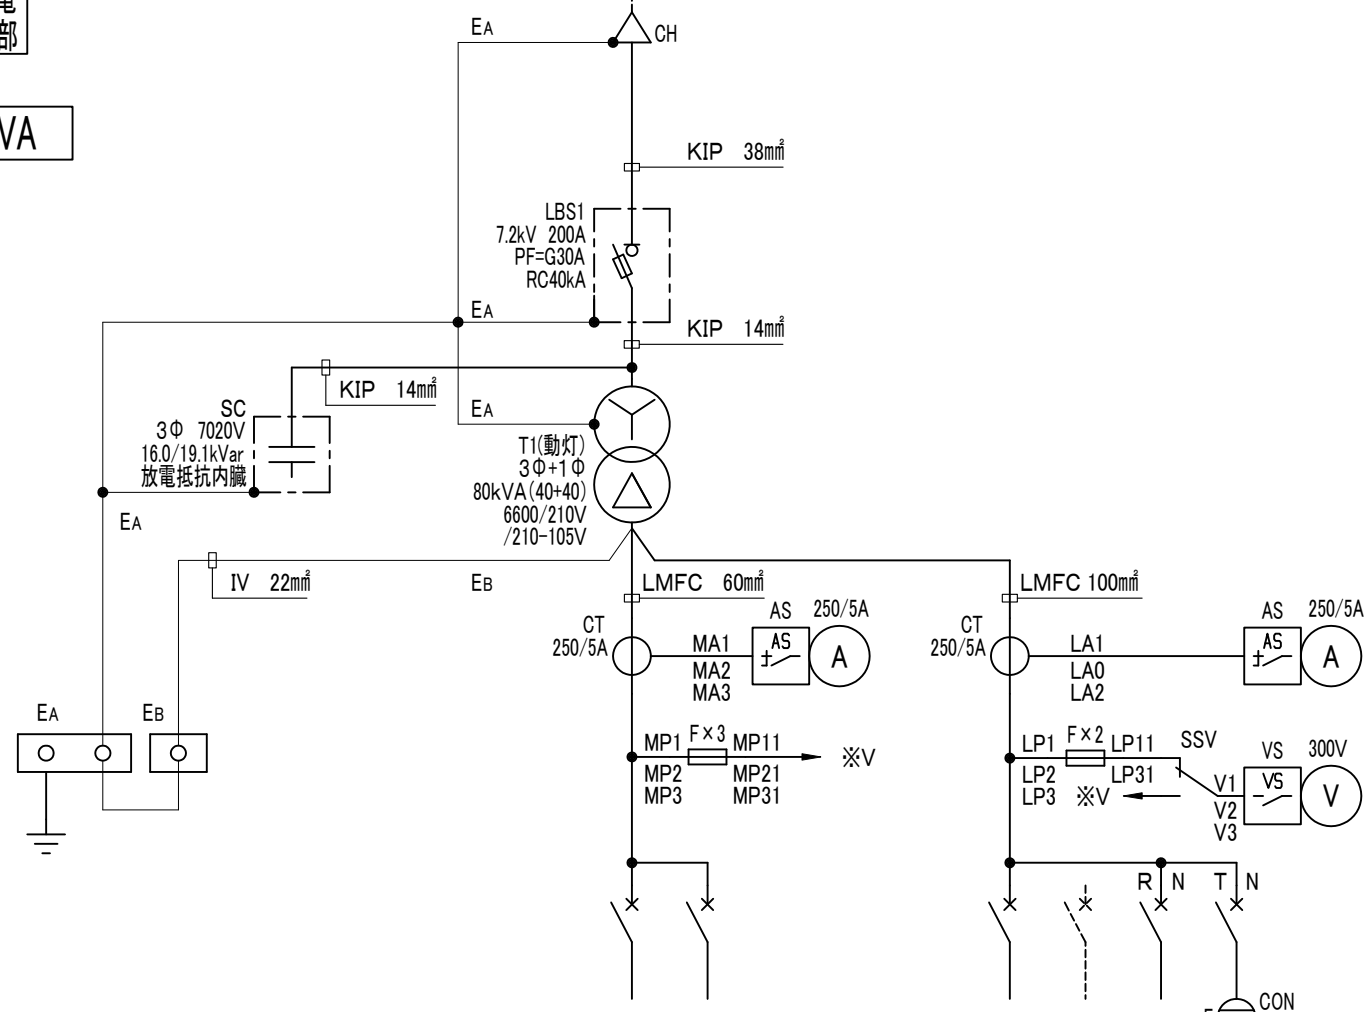 部
VA
EA
CH
KIP 38mm²
LBS1
7.2kV 200A
PF=G30A
RC40kA
EA
KIP 14mm²
KIP 14mm²
EA
SC
3Φ 7020V
16.0/19.1kVar
放電抵抗内臓
T1(動灯)
3Φ+1Φ
80kVA(40+40)
6600/210V
/210-105V
EA
IV 22mm²
EB
LMFC 60mm²
LMFC 100mm²
CT
250/5A
MA1
MA2
MA3
AS 250/5A
AS
A
CT
250/5A
LA1
LA0
LA2
AS 250/5A
AS
A
EA
EB
MP1 F×3 MP11
MP2 MP21
MP3 MP31
※V
LP1 F×2 LP11
LP2 LP31
LP3 ※V
SSV
V1
V2
V3
VS 300V
VS
V
R N T N
CON